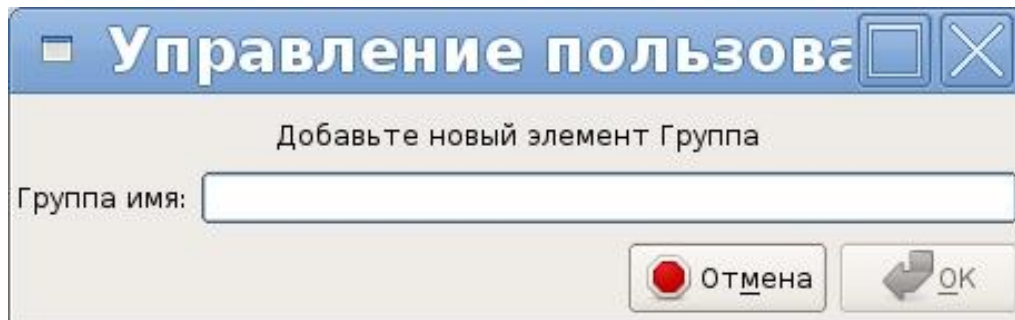 Управление пользова
Добавьте новый элемент Группа
Группа имя:
Отмена OK